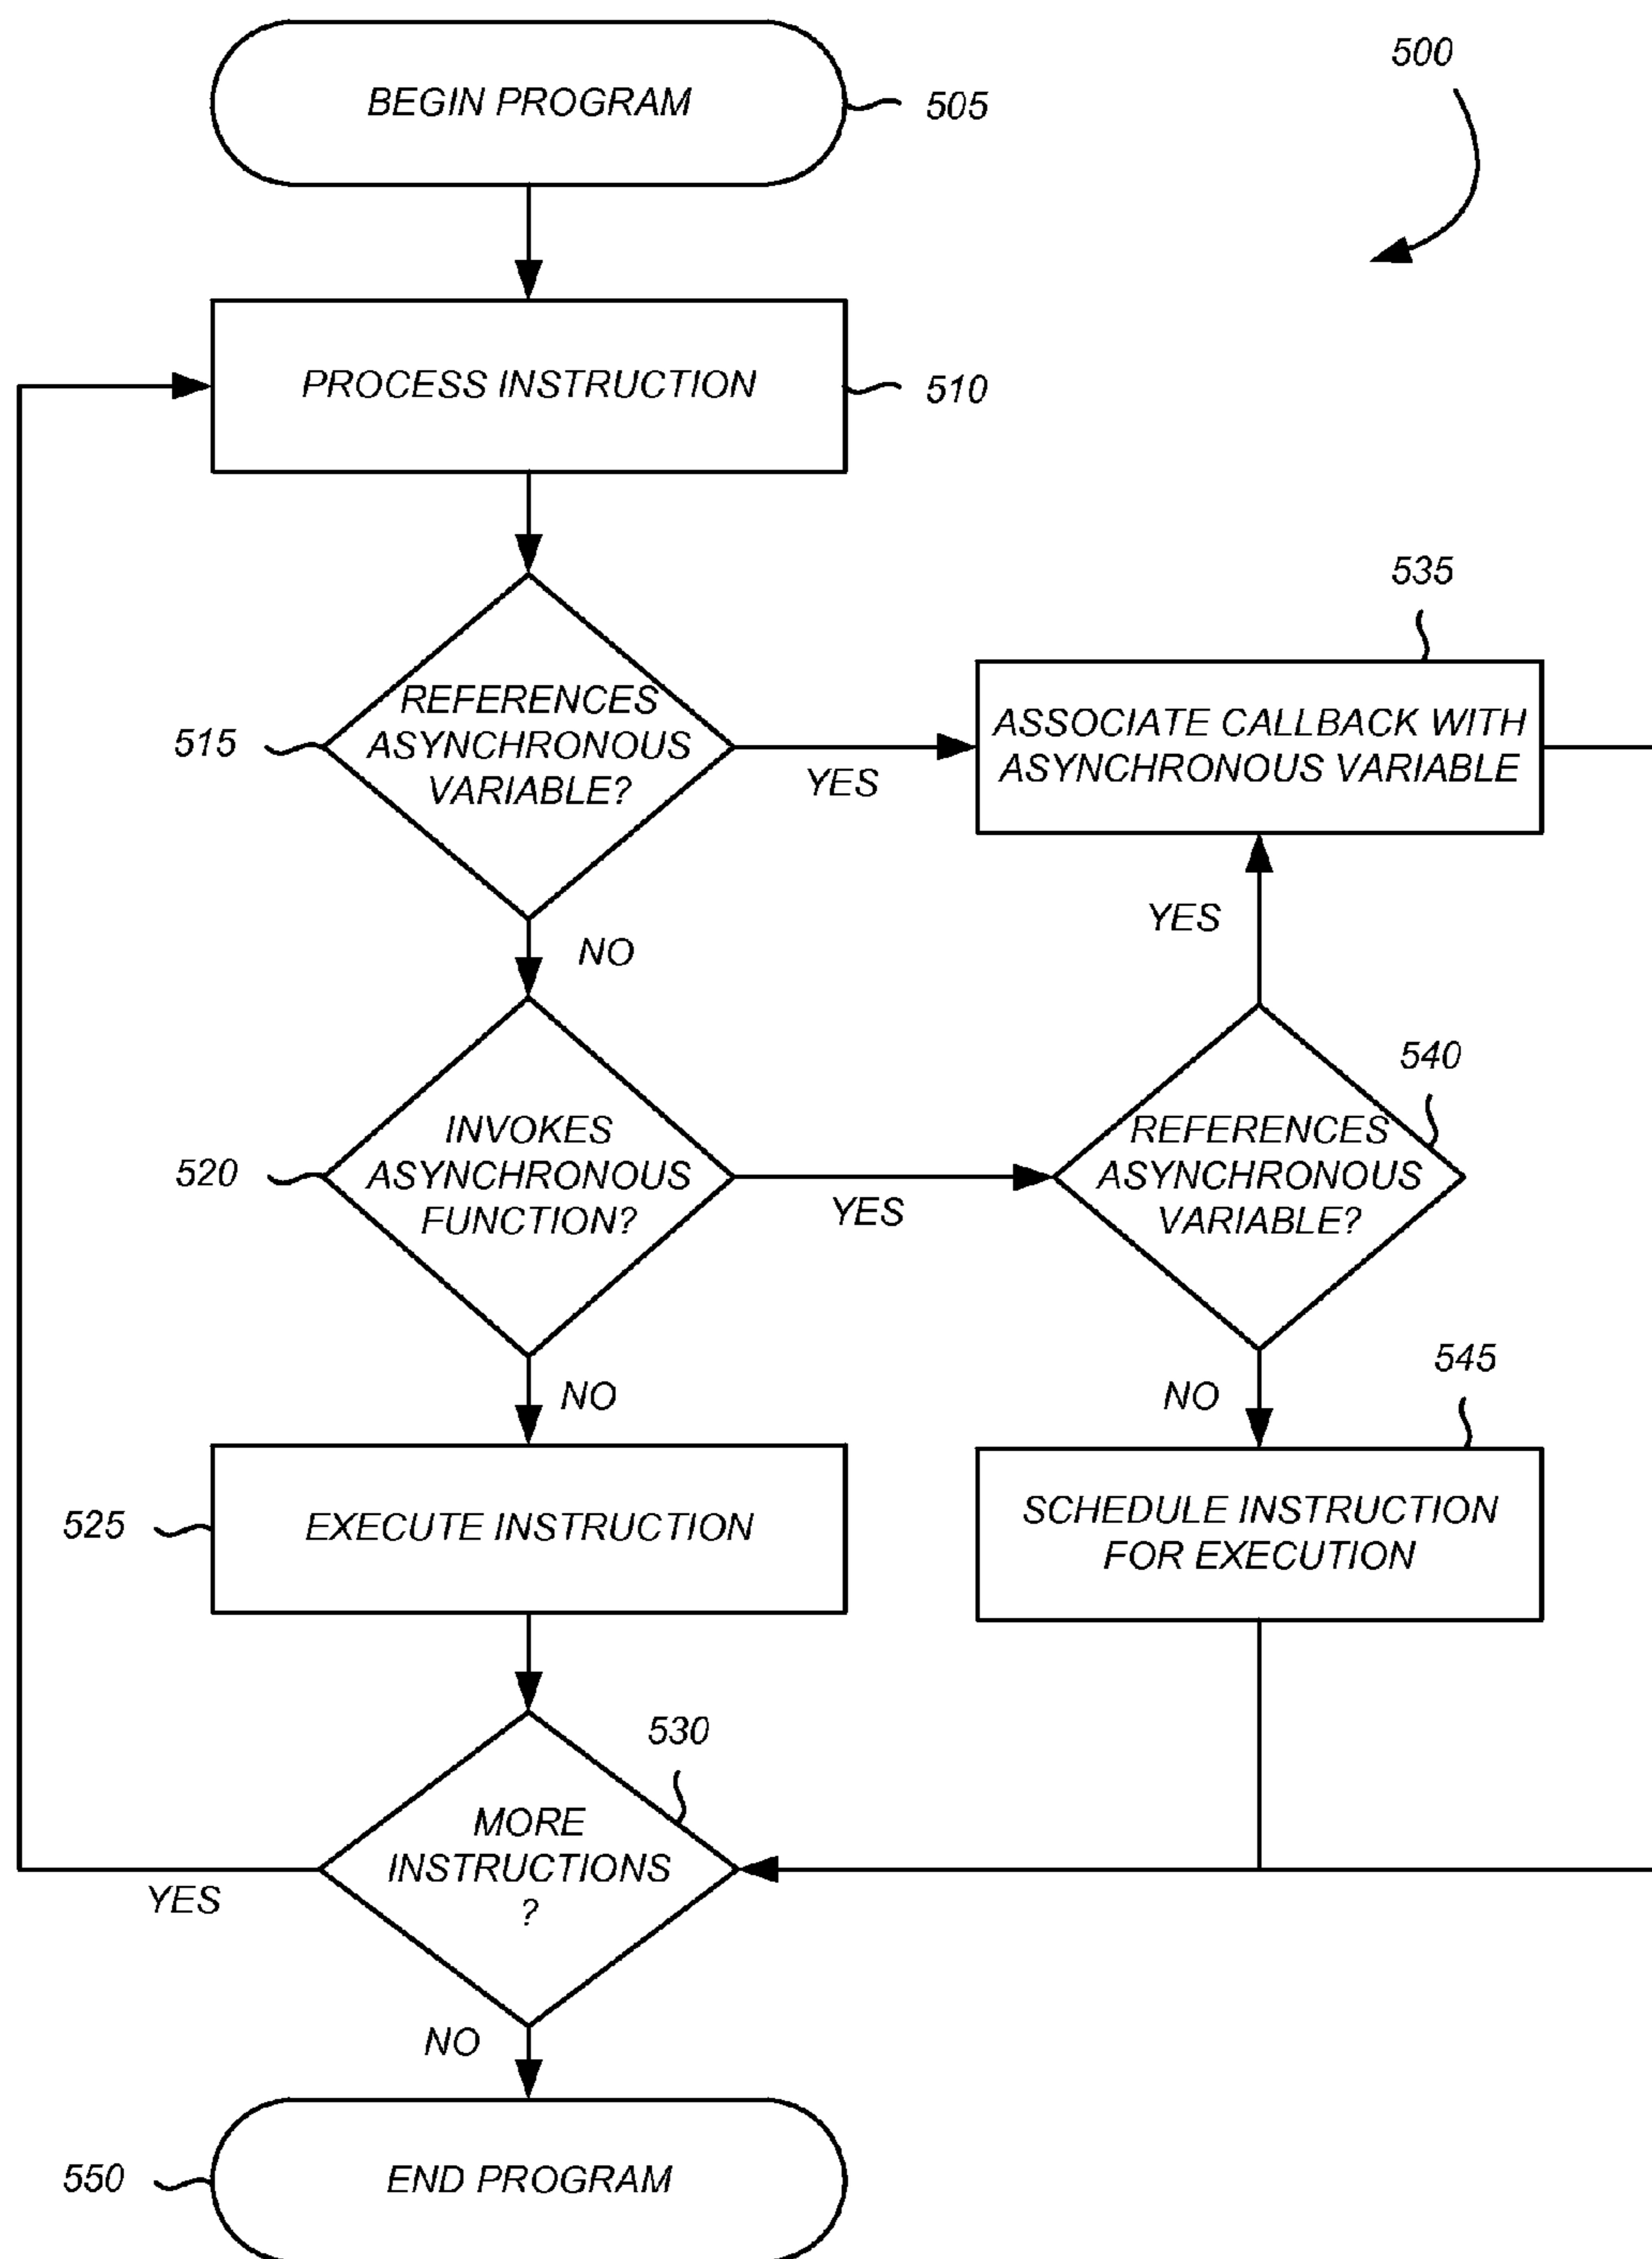 500
BEGIN PROGRAM
505
PROCESS INSTRUCTION
510
535
REFERENCES
ASYNCHRONOUS
VARIABLE?
515
YES
ASSOCIATE CALLBACK WITH
ASYNCHRONOUS VARIABLE
NO
YES
540
INVOKES
ASYNCHRONOUS
FUNCTION?
520
YES
REFERENCES
ASYNCHRONOUS
VARIABLE?
545
NO
NO
525
EXECUTE INSTRUCTION
SCHEDULE INSTRUCTION
FOR EXECUTION
530
MORE
INSTRUCTIONS
?
YES
NO
550
END PROGRAM